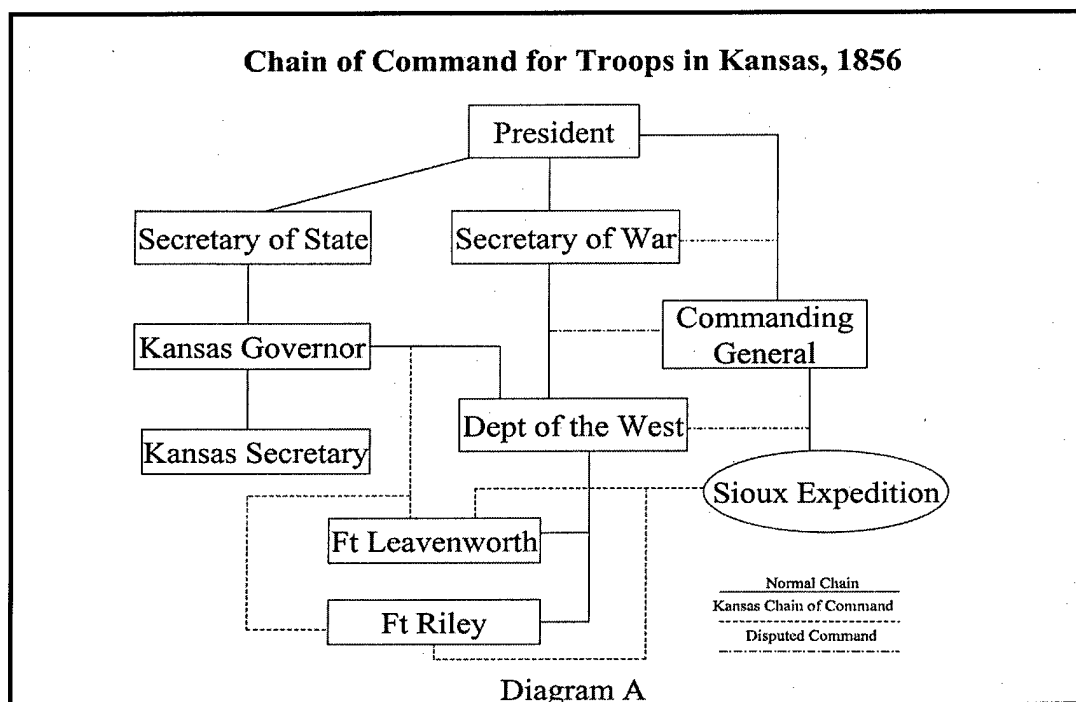 Chain of Command for Troops in Kansas, 1856
President
Secretary of State
Secretary of War
Commanding
General
Kansas Governor
Dept of the West
Kansas Secretary
Sioux Expedition
Ft Leavenworth
Ft Riley
Normal Chain
Kansas Chain of Command
Disputed Command
Diagram A